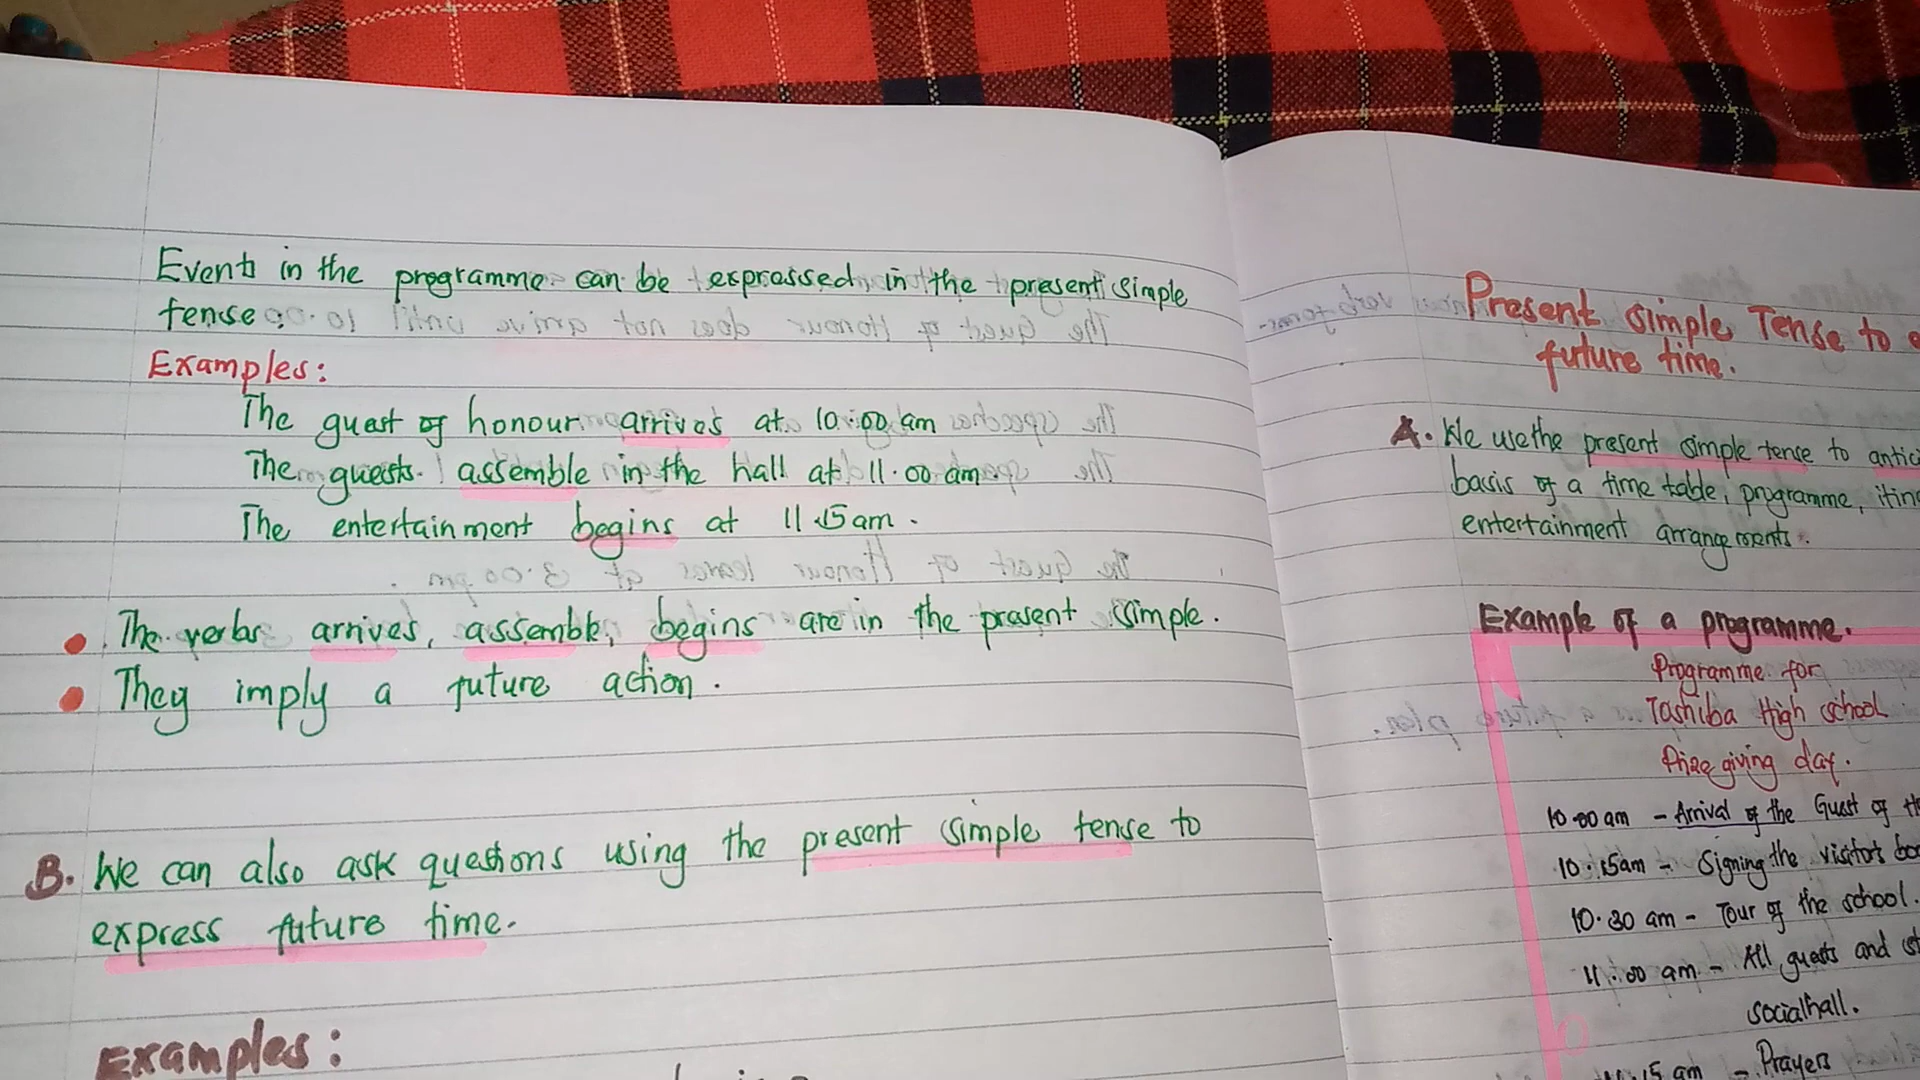 Events in the programme can be expressed in the present simple
tense.
Examples:
The guest of honour arrives at 10:00 am
The guests assemble in the hall at 11.00 am
The entertainment begins at 11.15 am.
The verbs arrives, assemble, begins are in the present simple.
They imply a future action.
B. We can also ask questions using the present simple tense to
express future time.
Examples:
Present simple Tense to
future time.
A. We use the present simple tense to
basis of a time table, programme,
entertainment arrangements.
Example of a programme.
Programme for
Toshiba High school
Prize giving day.
10.00 am - Arrival of the Guest of
10.15am - Signing the visitors
10.30 am - Tour of the school.
11.00 am - All guests and
social hall.
15 am - Prayers